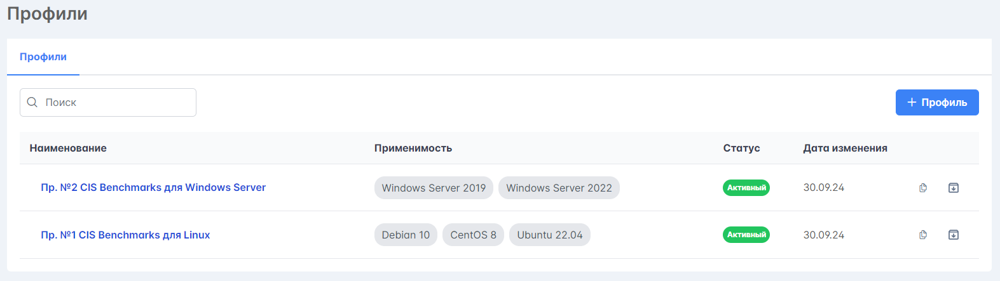 Профили
Профили
Поиск
Профиль
Наименование Применимость Статус Дата изменения
Пр. №2 CIS Benchmarks для Windows Server Windows Server 2019 Windows Server 2022 Активный 30.09.24
Пр. №1 CIS Benchmarks для Linux Debian 10 CentOS 8 Ubuntu 22.04 Активный 30.09.24